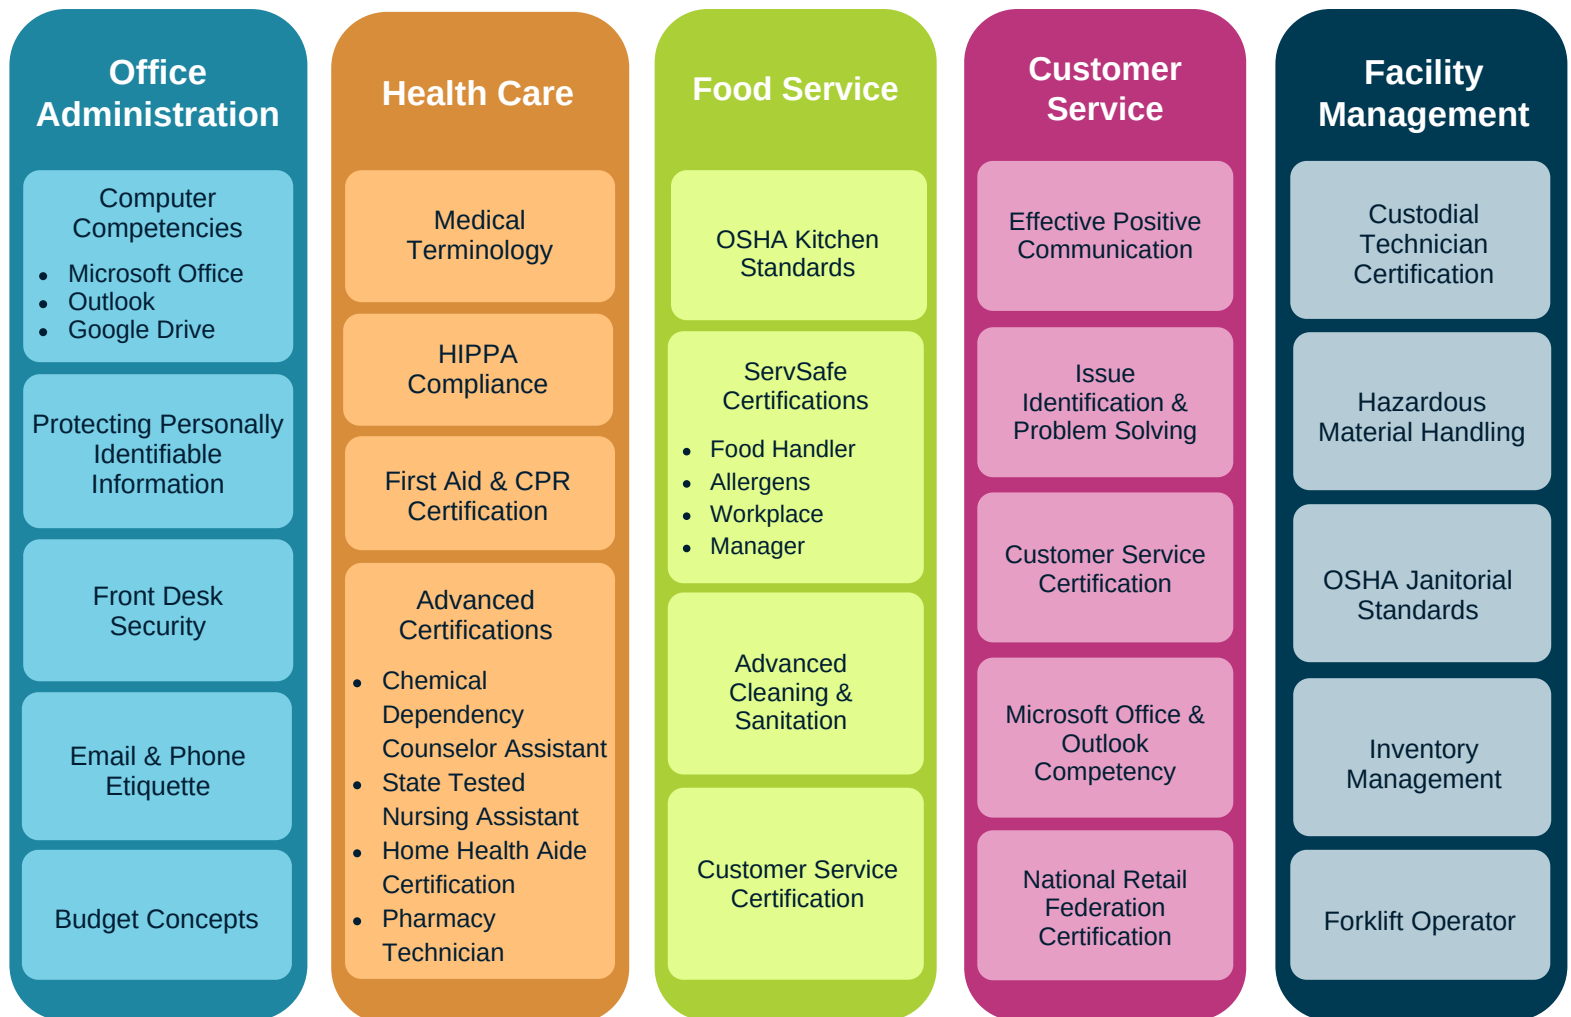 Office
Administration
Computer
Competencies
• Microsoft Office
• Outlook
• Google Drive
Protecting Personally
Identifiable
Information
Front Desk
Security
Email & Phone
Etiquette
Budget Concepts
Health Care
Medical
Terminology
HIPPA
Compliance
First Aid & CPR
Certification
Advanced
Certifications
• Chemical
Dependency
Counselor Assistant
• State Tested
Nursing Assistant
• Home Health Aide
Certification
• Pharmacy
Technician
Food Service
OSHA Kitchen
Standards
ServSafe
Certifications
• Food Handler
• Allergens
• Workplace
• Manager
Advanced
Cleaning &
Sanitation
Customer Service
Certification
Customer
Service
Effective Positive
Communication
Issue
Identification &
Problem Solving
Customer Service
Certification
Microsoft Office &
Outlook
Competency
National Retail
Federation
Certification
Facility
Management
Custodial
Technician
Certification
Hazardous
Material Handling
OSHA Janitorial
Standards
Inventory
Management
Forklift Operator